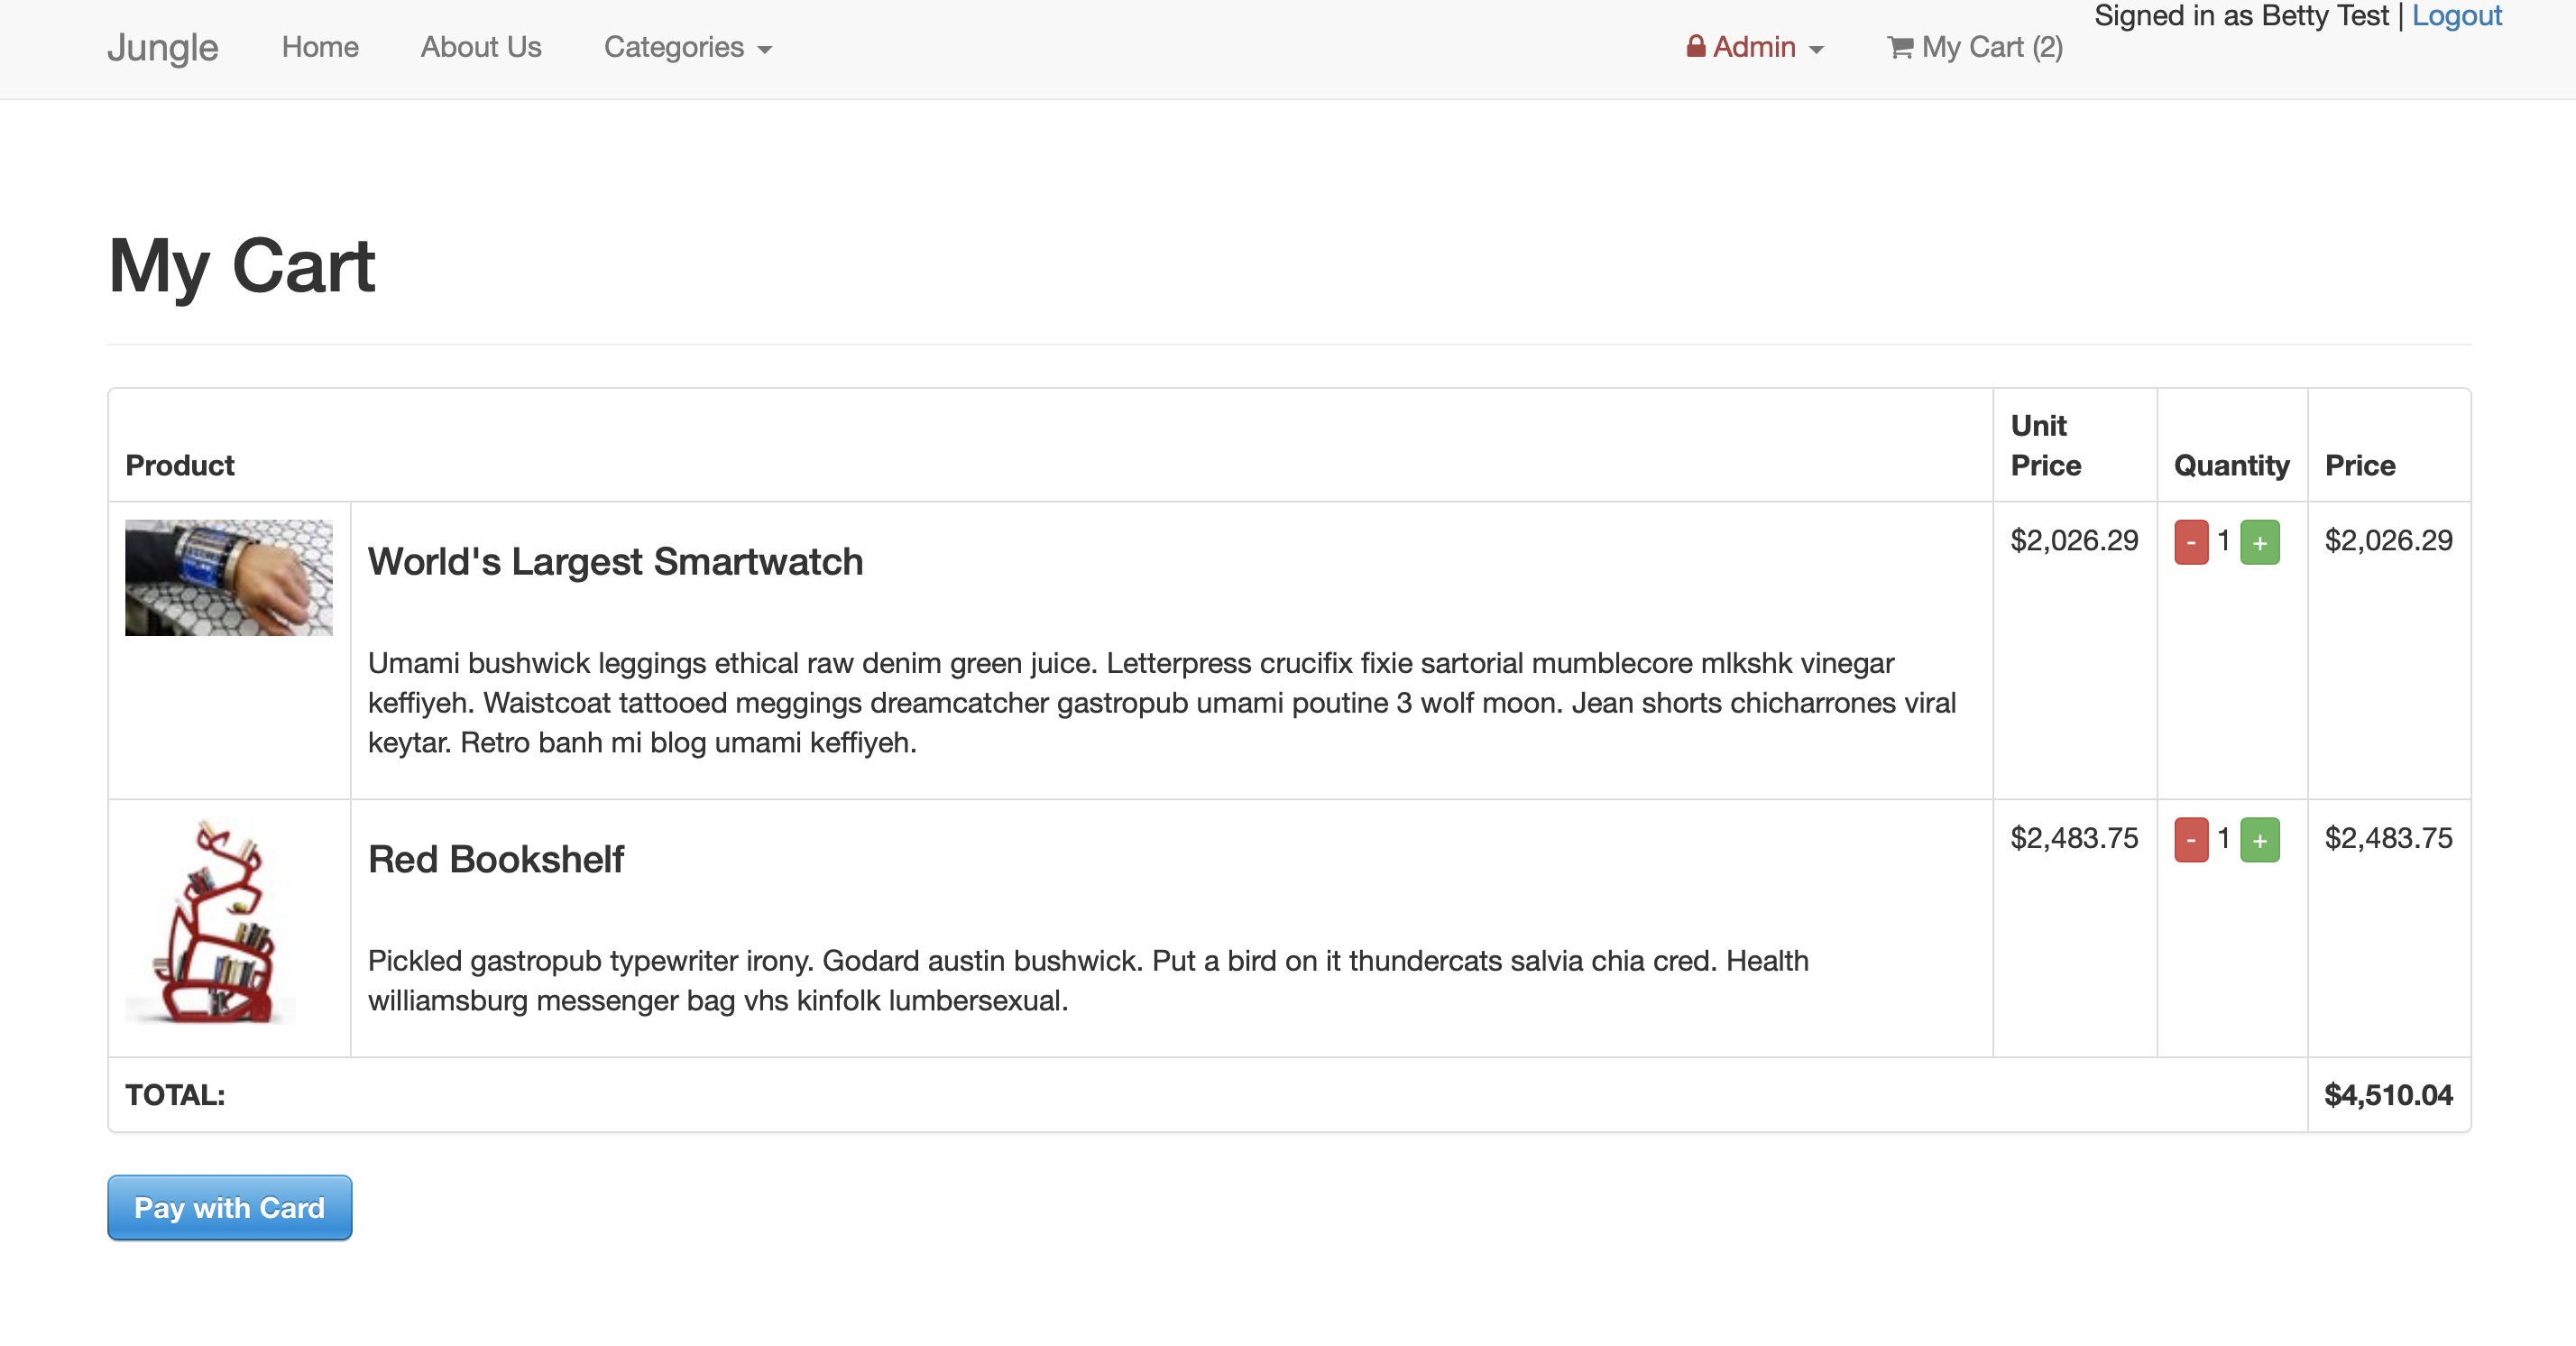 Signed in as Betty Test | Logout
Jungle Home About Us Categories Admin My Cart (2)
My Cart
Product Unit Price Quantity Price
World's Largest Smartwatch $2,026.29 - 1 + $2,026.29
Umami bushwick leggings ethical raw denim green juice. Letterpress crucifix fixie sartorial mumblecore mlkshk vinegar
keffiyeh. Waistcoat tattooed meggings dreamcatcher gastropub umami poutine 3 wolf moon. Jean shorts chicharrones viral
keytar. Retro banh mi blog umami keffiyeh.
Red Bookshelf $2,483.75 - 1 + $2,483.75
Pickled gastropub typewriter irony. Godard austin bushwick. Put a bird on it thundercats salvia chia cred. Health
williamsburg messenger bag vhs kinfolk lumbersexual.
TOTAL: $4,510.04
Pay with Card